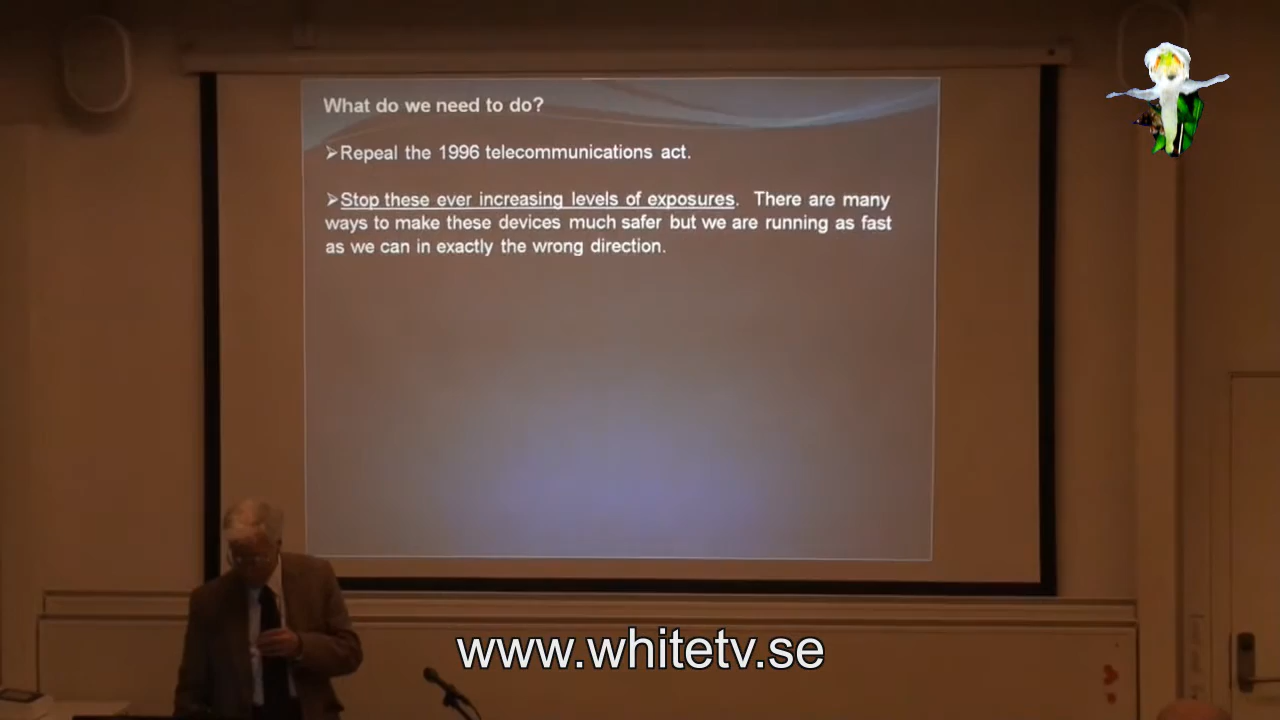 What do we need to do?
➢Repeal the 1996 telecommunications act.
➢Stop these ever increasing levels of exposures. There are many
ways to make these devices much safer but we are running as fast
as we can in exactly the wrong direction.
www.whitetv.se